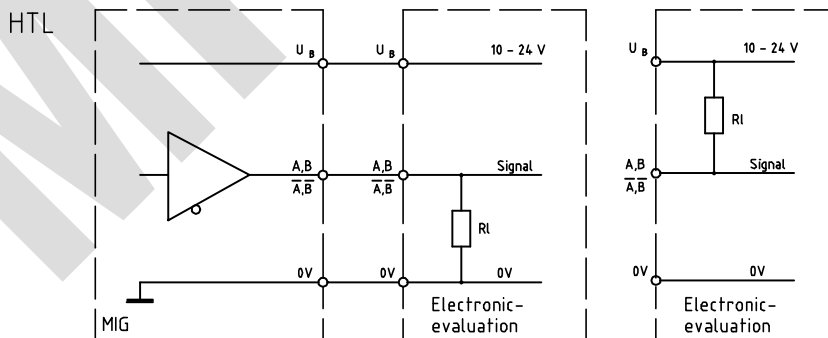 HTL
U B
U B
10 - 24 V
U B
10 - 24 V
Rl
A,B
A,B
A,B
A,B
Signal
A,B
A,B
Signal
Rl
0V
0V
0V
0V
0V
MIG
Electronic-
evaluation
Electronic-
evaluation